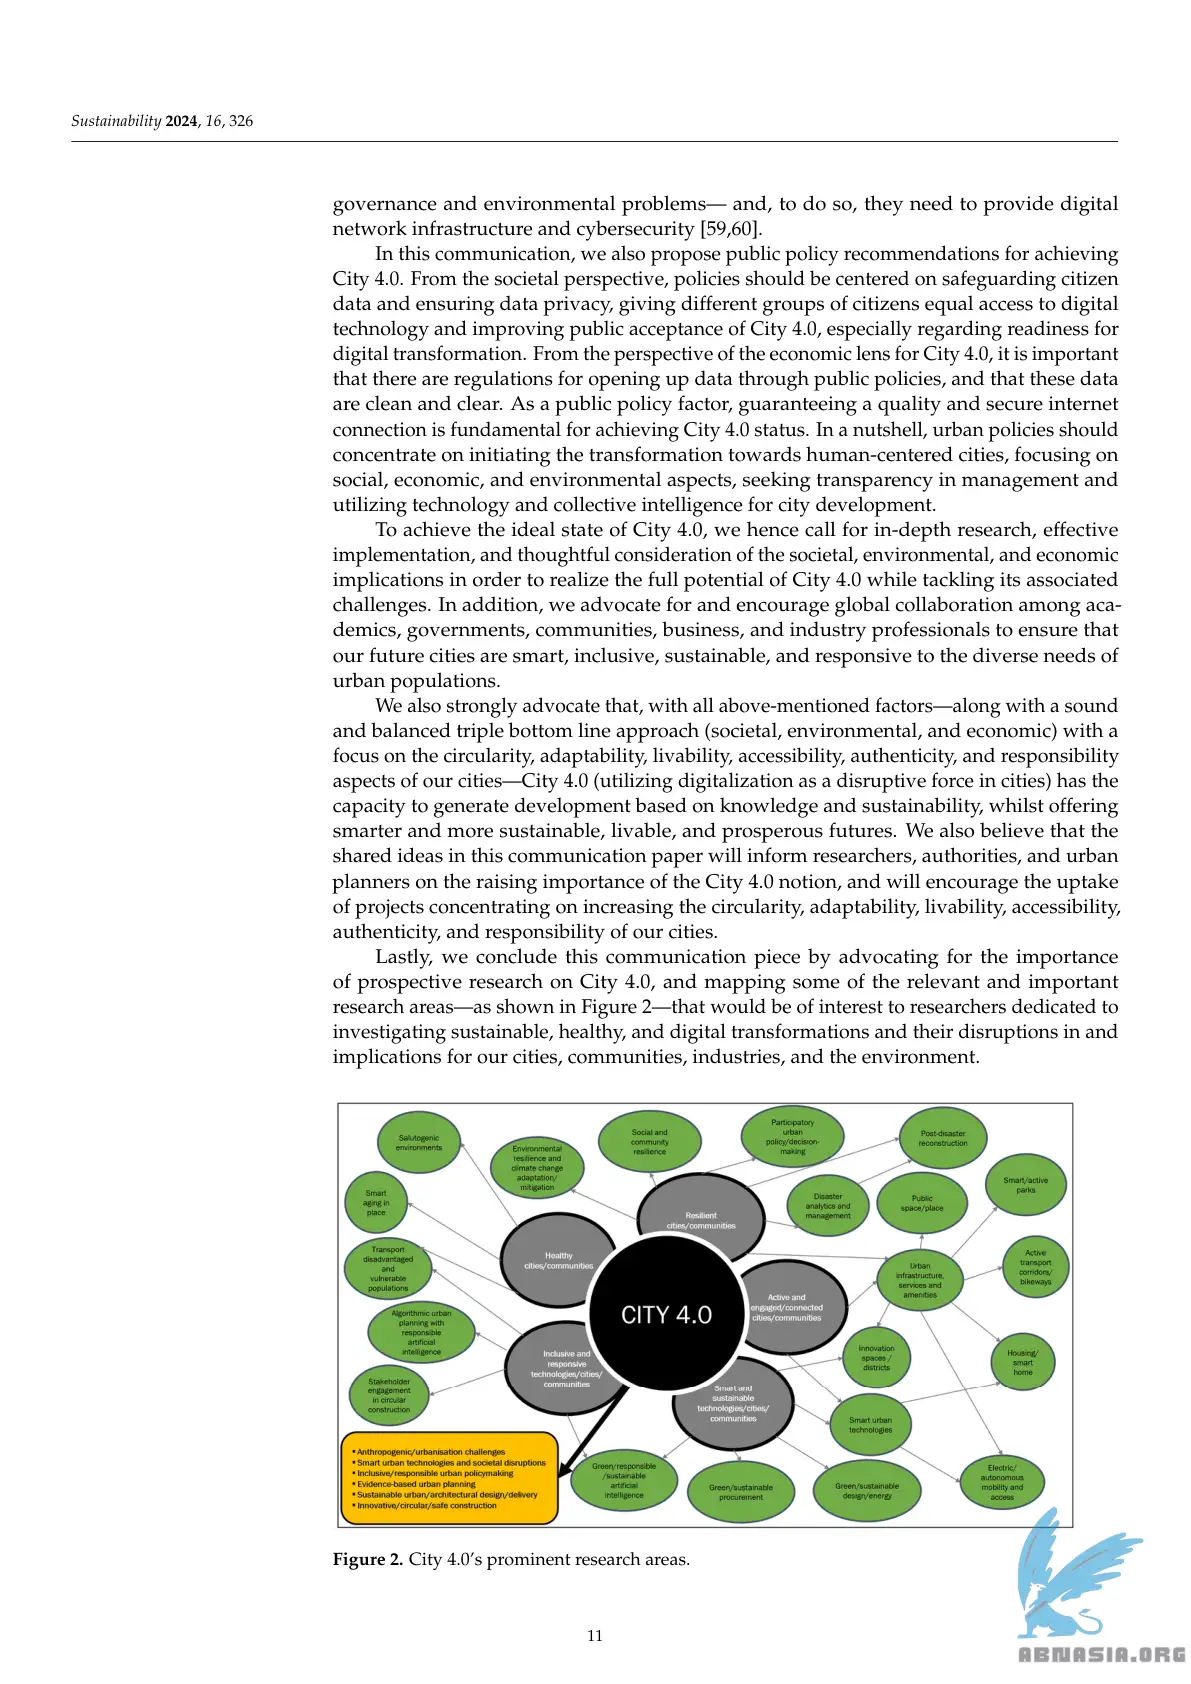 Sustainability 2024, 16, 326
governance and environmental problems— and, to do so, they need to provide digital
network infrastructure and cybersecurity [59,60].
In this communication, we also propose public policy recommendations for achieving
City 4.0. From the societal perspective, policies should be centered on safeguarding citizen
data and ensuring data privacy, giving different groups of citizens equal access to digital
technology and improving public acceptance of City 4.0, especially regarding readiness for
digital transformation. From the perspective of the economic lens for City 4.0, it is important
that there are regulations for opening up data through public policies, and that these data
are clean and clear. As a public policy factor, guaranteeing a quality and secure internet
connection is fundamental for achieving City 4.0 status. In a nutshell, urban policies should
concentrate on initiating the transformation towards human-centered cities, focusing on
social, economic, and environmental aspects, seeking transparency in management and
utilizing technology and collective intelligence for city development.
To achieve the ideal state of City 4.0, we hence call for in-depth research, effective
implementation, and thoughtful consideration of the societal, environmental, and economic
implications in order to realize the full potential of City 4.0 while tackling its associated
challenges. In addition, we advocate for and encourage global collaboration among aca-
demics, governments, communities, business, and industry professionals to ensure that
our future cities are smart, inclusive, sustainable, and responsive to the diverse needs of
urban populations.
We also strongly advocate that, with all above-mentioned factors—along with a sound
and balanced triple bottom line approach (societal, environmental, and economic) with a
focus on the circularity, adaptability, livability, accessibility, authenticity, and responsibility
aspects of our cities—City 4.0 (utilizing digitalization as a disruptive force in cities) has the
capacity to generate development based on knowledge and sustainability, whilst offering
smarter and more sustainable, livable, and prosperous futures. We also believe that the
shared ideas in this communication paper will inform researchers, authorities, and urban
planners on the raising importance of the City 4.0 notion, and will encourage the uptake
of projects concentrating on increasing the circularity, adaptability, livability, accessibility,
authenticity, and responsibility of our cities.
Lastly, we conclude this communication piece by advocating for the importance
of prospective research on City 4.0, and mapping some of the relevant and important
research areas—as shown in Figure 2—that would be of interest to researchers dedicated to
investigating sustainable, healthy, and digital transformations and their disruptions in and
implications for our cities, communities, industries, and the environment.
Salutogenic
environments
Environmental
resilience and
climate change
adaptation/
mitigation
Social and
community
resilience
Participatory
urban
policy/decision-
making
Post-disaster
reconstruction
Smart
aging in
place
Resilient
cities/communities
Disaster
analytics and
management
Public
space/place
Smart/active
parks
Transport
disadvantaged
and
vulnerable
populations
Healthy
cities/communities
Urban
infrastructure,
services and
amenities
Active
transport
corridors/
bikeways
CITY 4.0
Active and
engaged/connected
cities/communities
Algorithmic urban
planning with
responsible
artificial
intelligence
Inclusive and
responsive
technologies/cities/
communities
Innovation
spaces /
districts
Housing/
smart
home
Stakeholder
engagement
in circular
construction
Smart and
sustainable
technologies/cities/
communities
Smart urban
technologies
• Anthropogenic/urbanisation challenges
• Smart urban technologies and societal disruptions
• Inclusive/responsible urban policymaking
• Evidence-based urban planning
• Sustainable urban/architectural design/delivery
• Innovative/circular/safe construction
Green/responsible
/sustainable
artificial
intelligence
Green/sustainable
procurement
Green/sustainable
design/energy
Electric/
autonomous
mobility and
access
Figure 2. City 4.0's prominent research areas.
11
ABNASIA.ORG